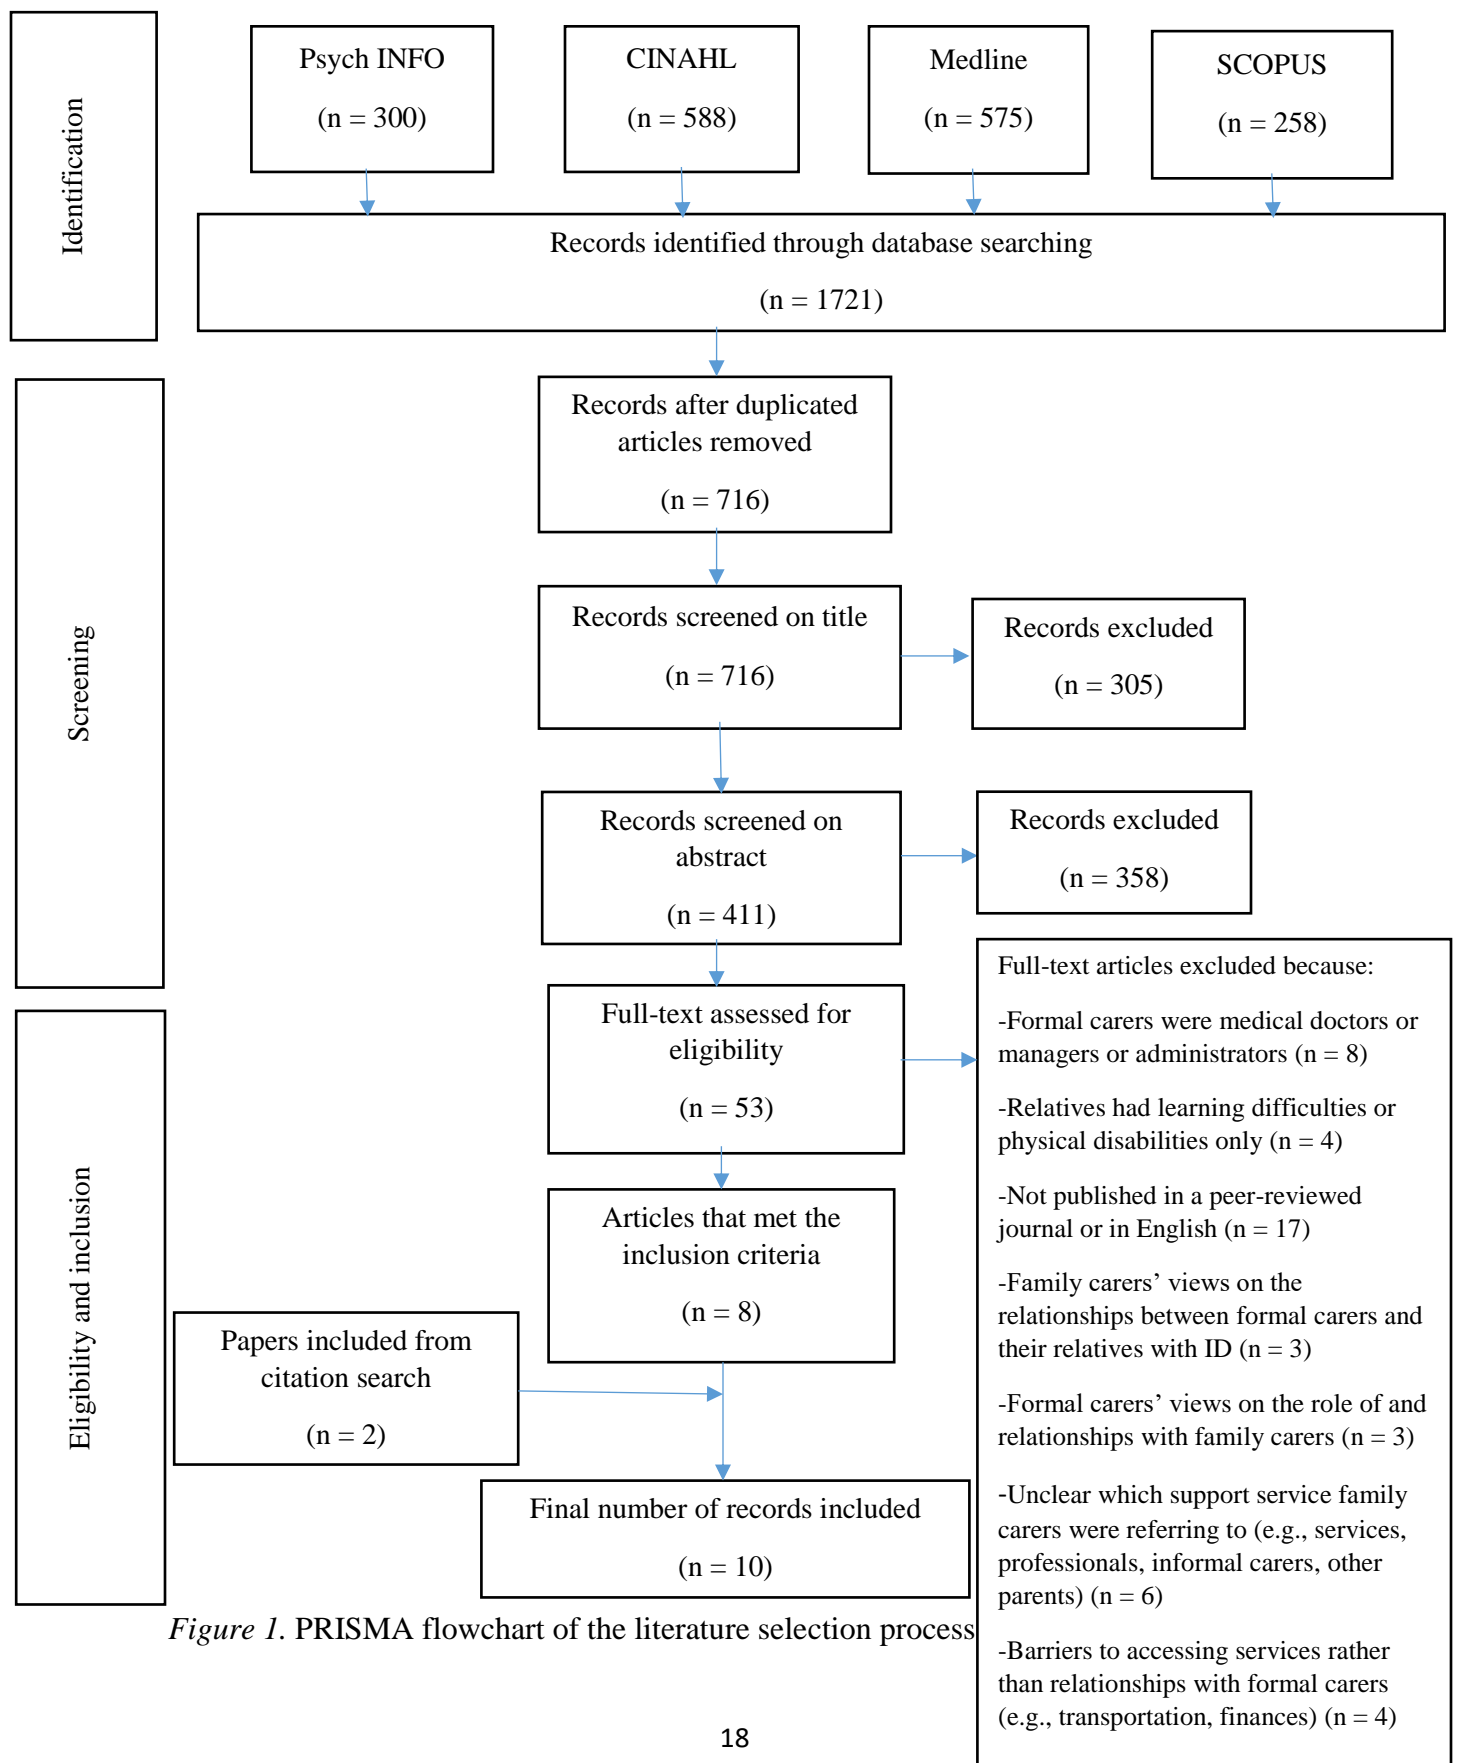 Identification
Psych INFO
(n = 300)
CINAHL
(n = 588)
Medline
(n = 575)
SCOPUS
(n = 258)
Records identified through database searching
(n = 1721)
Screening
Records after duplicated
articles removed
(n = 716)
Records screened on title
(n = 716)
Records excluded
(n = 305)
Records screened on
abstract
(n = 411)
Records excluded
(n = 358)
Eligibility and inclusion
Full-text assessed for
eligibility
(n = 53)
Full-text articles excluded because:
-Formal carers were medical doctors or
managers or administrators (n = 8)
-Relatives had learning difficulties or
physical disabilities only (n = 4)
-Not published in a peer-reviewed
journal or in English (n = 17)
-Family carers’ views on the
relationships between formal carers and
their relatives with ID (n = 3)
-Formal carers’ views on the role of and
relationships with family carers (n = 3)
-Unclear which support service family
carers were referring to (e.g., services,
professionals, informal carers, other
parents) (n = 6)
-Barriers to accessing services rather
than relationships with formal carers
(e.g., transportation, finances) (n = 4)
Articles that met the
inclusion criteria
(n = 8)
Papers included from
citation search
(n = 2)
Final number of records included
(n = 10)
Figure 1. PRISMA flowchart of the literature selection process
18